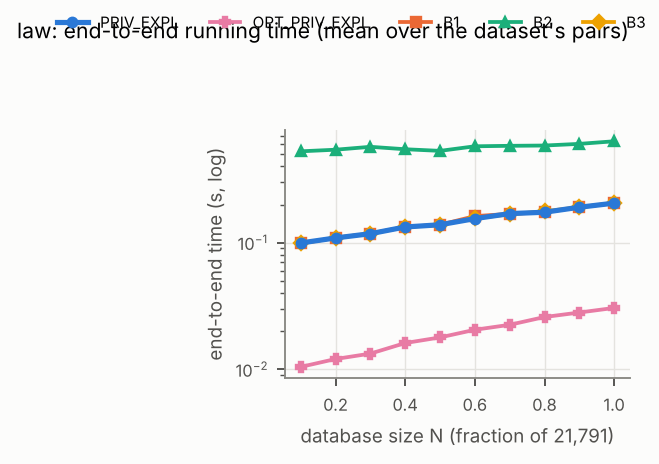 PRIV_EXPL OPT_PRIV_EXPL B1 B2 B3
law: end-to-end running time (mean over the dataset's pairs)
end-to-end time (s, log)
10⁻¹
10⁻²
0.2 0.4 0.6 0.8 1.0
database size N (fraction of 21,791)